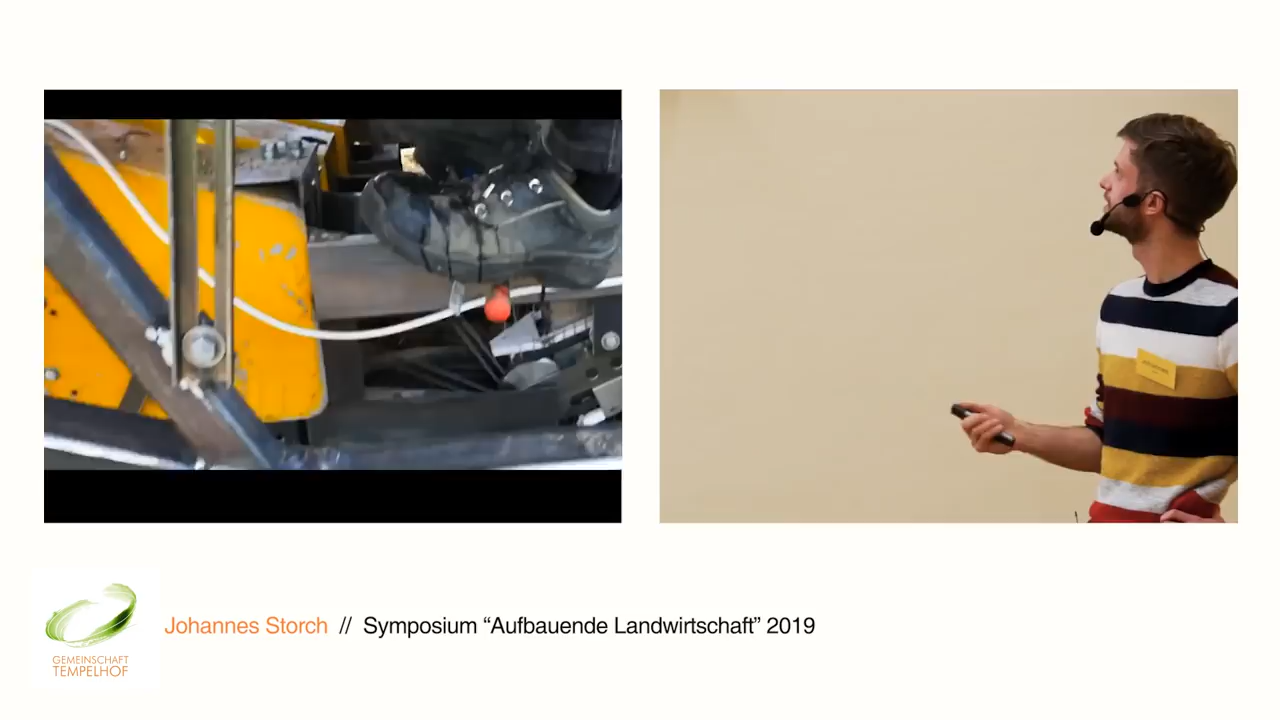 Johannes Storch // Symposium “Aufbauende Landwirtschaft” 2019
GEMEINSCHAFT
TEMPELHOF